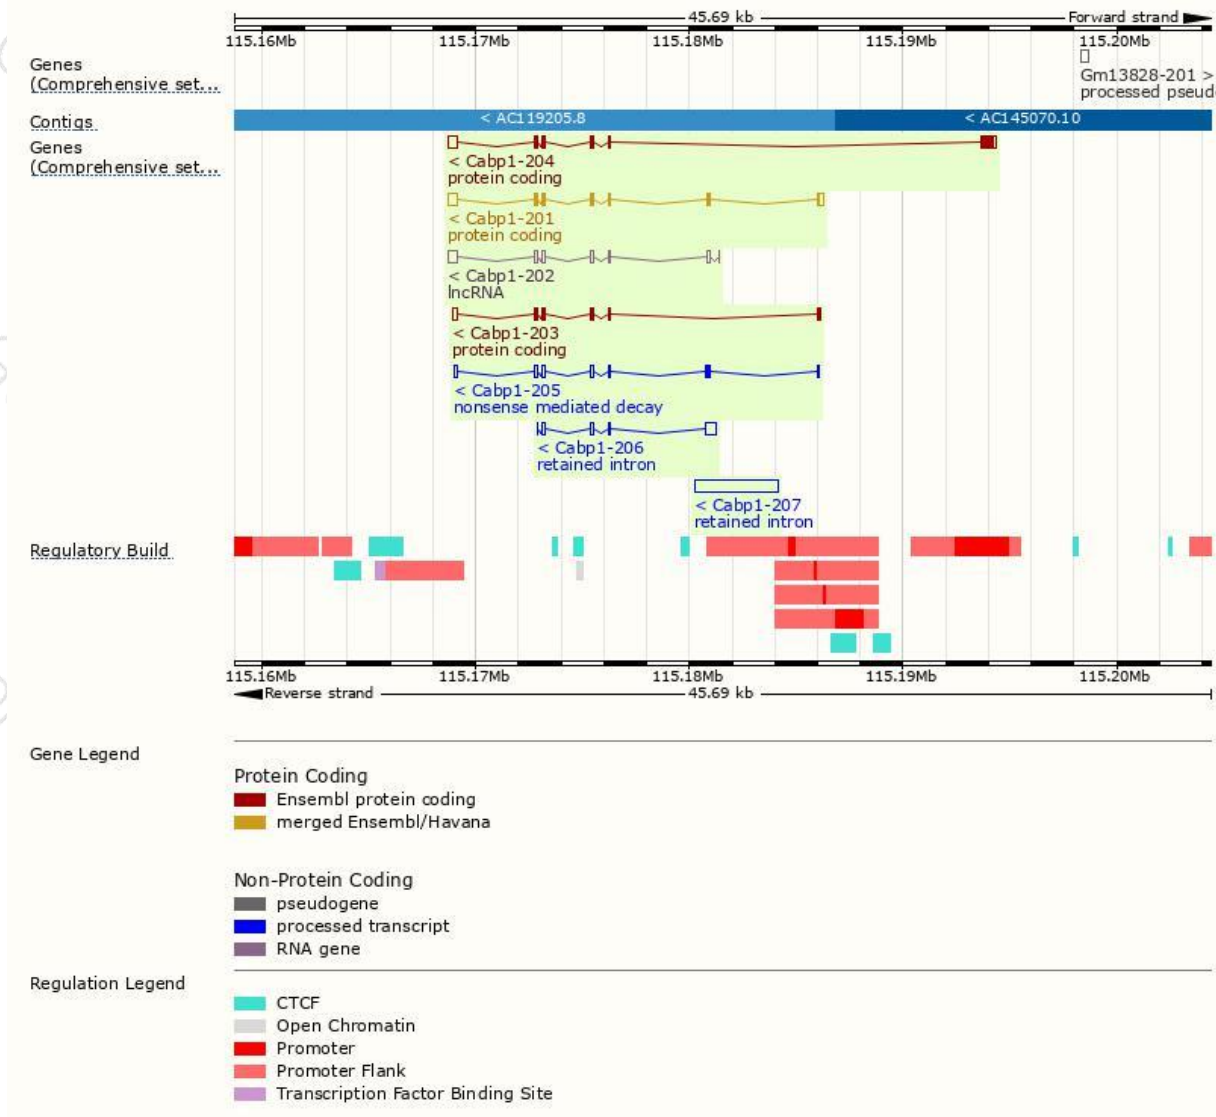 45.69 kb Forward strand
115.16Mb 115.17Mb 115.18Mb 115.19Mb 115.20Mb
Genes
(Comprehensive set...
Gm13828-201 >
processed pseud
Contigs
< AC119205.8 < AC145070.10
Genes
(Comprehensive set...
< Cabp1-204
protein coding
< Cabp1-201
protein coding
< Cabp1-202
lncRNA
< Cabp1-203
protein coding
< Cabp1-205
nonsense mediated decay
< Cabp1-206
retained intron
< Cabp1-207
retained intron
Regulatory Build
115.16Mb 115.17Mb 115.18Mb 115.19Mb 115.20Mb
Reverse strand 45.69 kb
Gene Legend
Protein Coding
Ensembl protein coding
merged Ensembl/Havana
Non-Protein Coding
pseudogene
processed transcript
RNA gene
Regulation Legend
CTCF
Open Chromatin
Promoter
Promoter Flank
Transcription Factor Binding Site